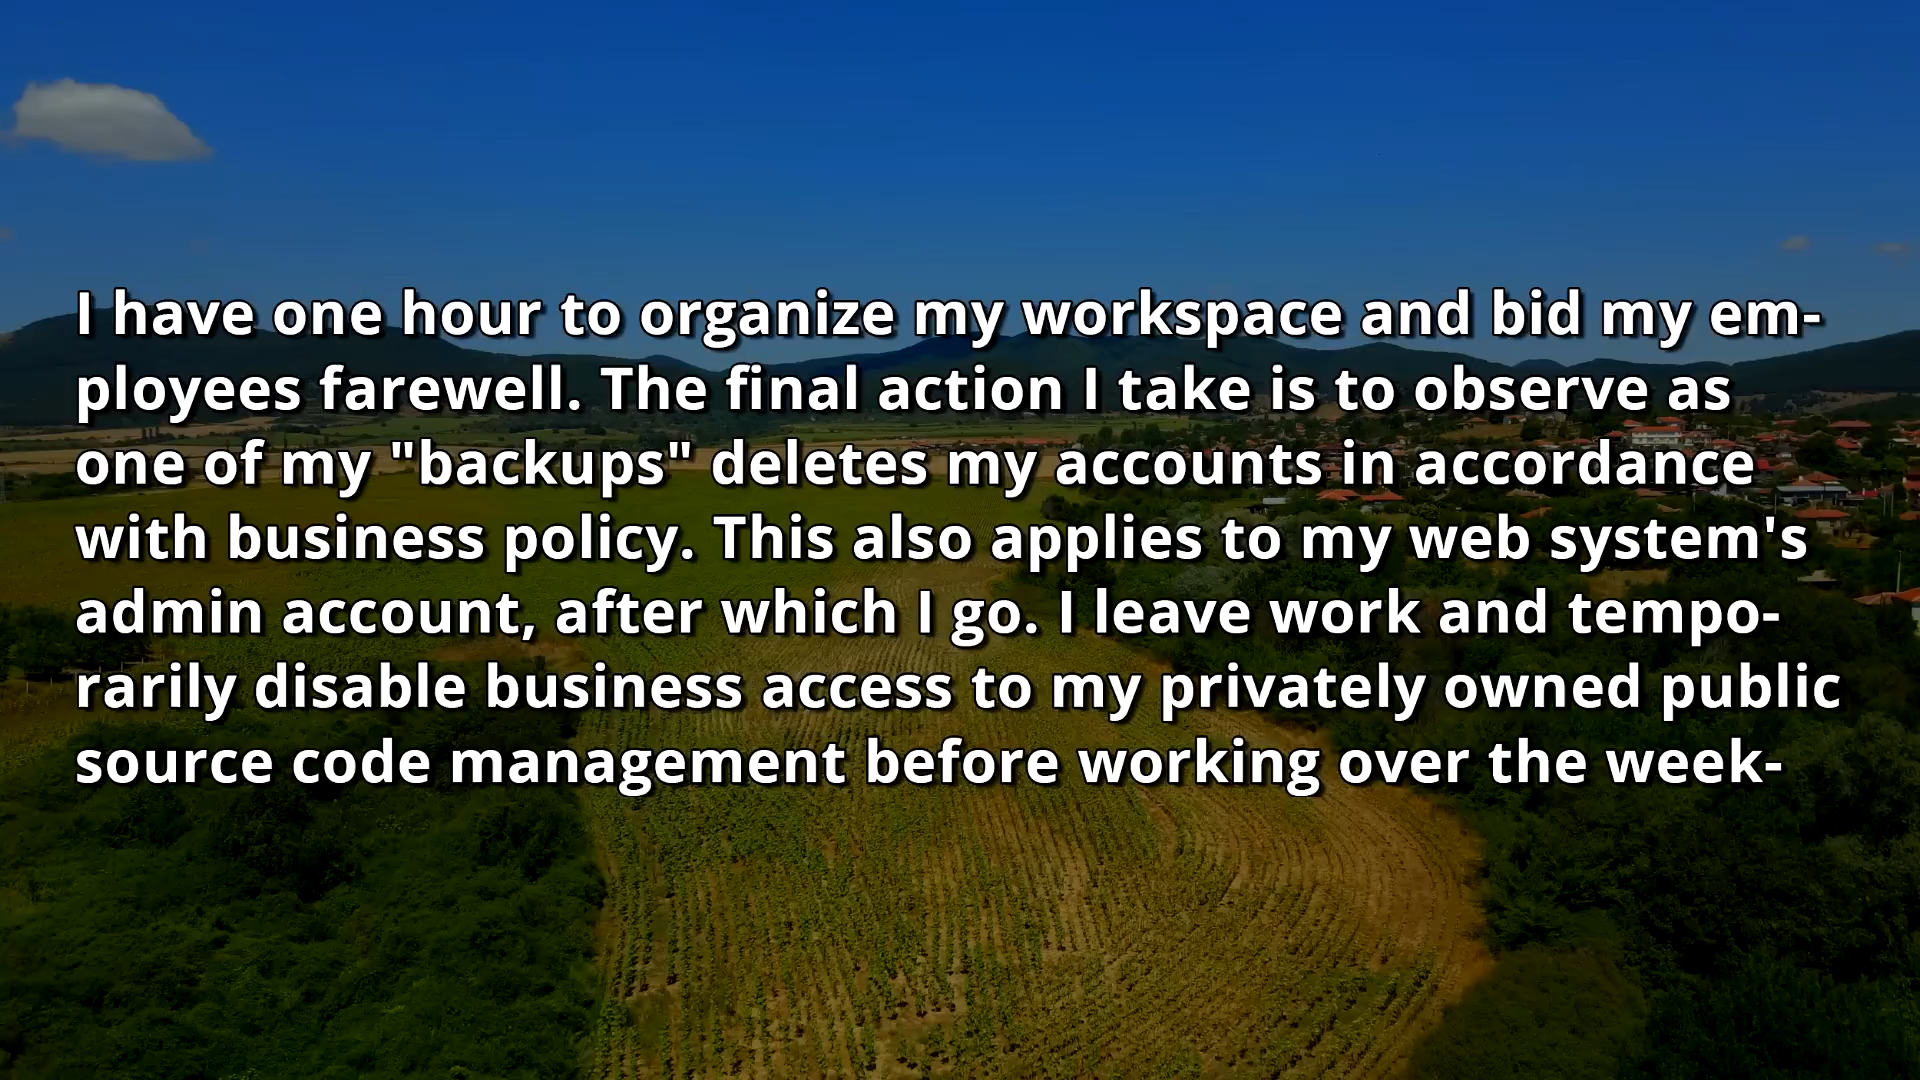 I have one hour to organize my workspace and bid my em-
ployees farewell. The final action I take is to observe as
one of my "backups" deletes my accounts in accordance
with business policy. This also applies to my web system's
admin account, after which I go. I leave work and tempo-
rarily disable business access to my privately owned public
source code management before working over the week-